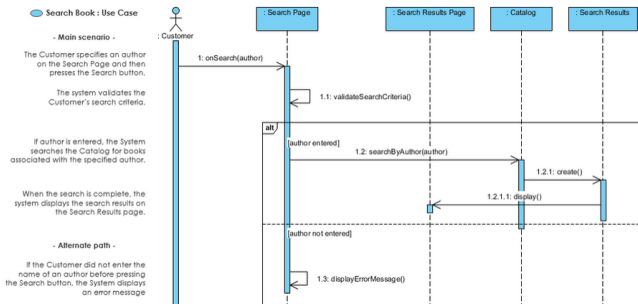 Search Book : Use Case
- Main scenario -
The Customer specifies an author
on the Search Page and then
presses the Search button.
The system validates the
Customer's search criteria.
If author is entered, the System
searches the Catalog for books
associated with the specified author.
When the search is complete, the
system displays the search results on
the Search Results page.
- Alternate path -
If the Customer did not enter the
name of an author before pressing
the Search button, the System displays
an error message
: Customer
: Search Page
: Search Results Page
: Catalog
: Search Results
1: onSearch(author)
1.1: validateSearchCriteria()
alt
[author entered]
1.2: searchByAuthor(author)
1.2.1: create()
1.2.1.1: display()
[author not entered]
1.3: displayErrorMessage()